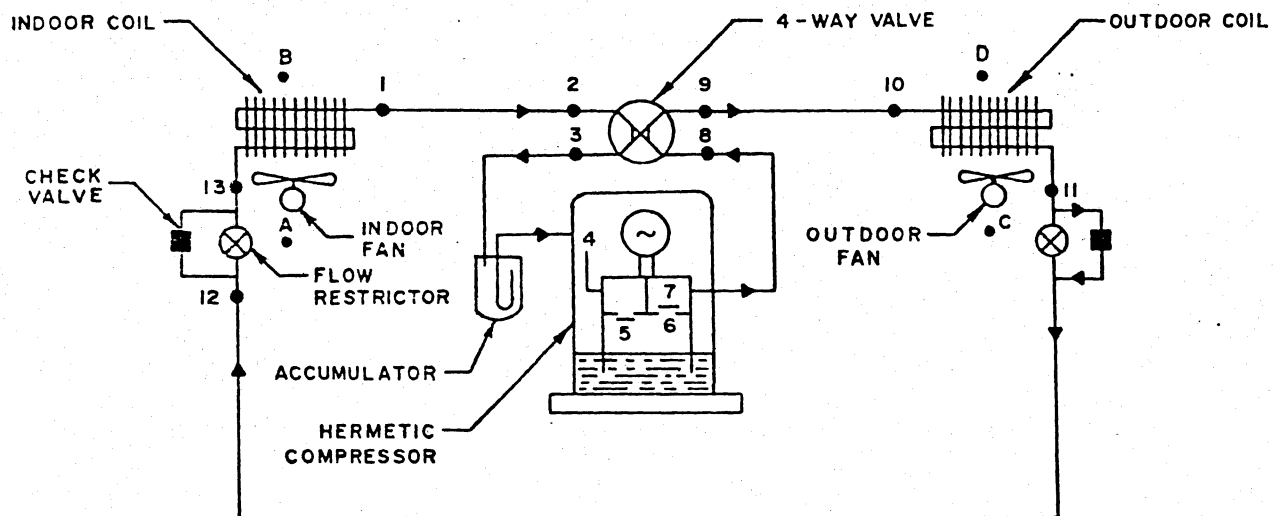 INDOOR COIL
4-WAY VALVE
OUTDOOR COIL
B
D
1
2
9
10
3
8
CHECK
VALVE
13
11
A
INDOOR
FAN
C
OUTDOOR
FAN
4
~
FLOW
RESTRICTOR
12
7
5
6
ACCUMULATOR
HERMETIC
COMPRESSOR